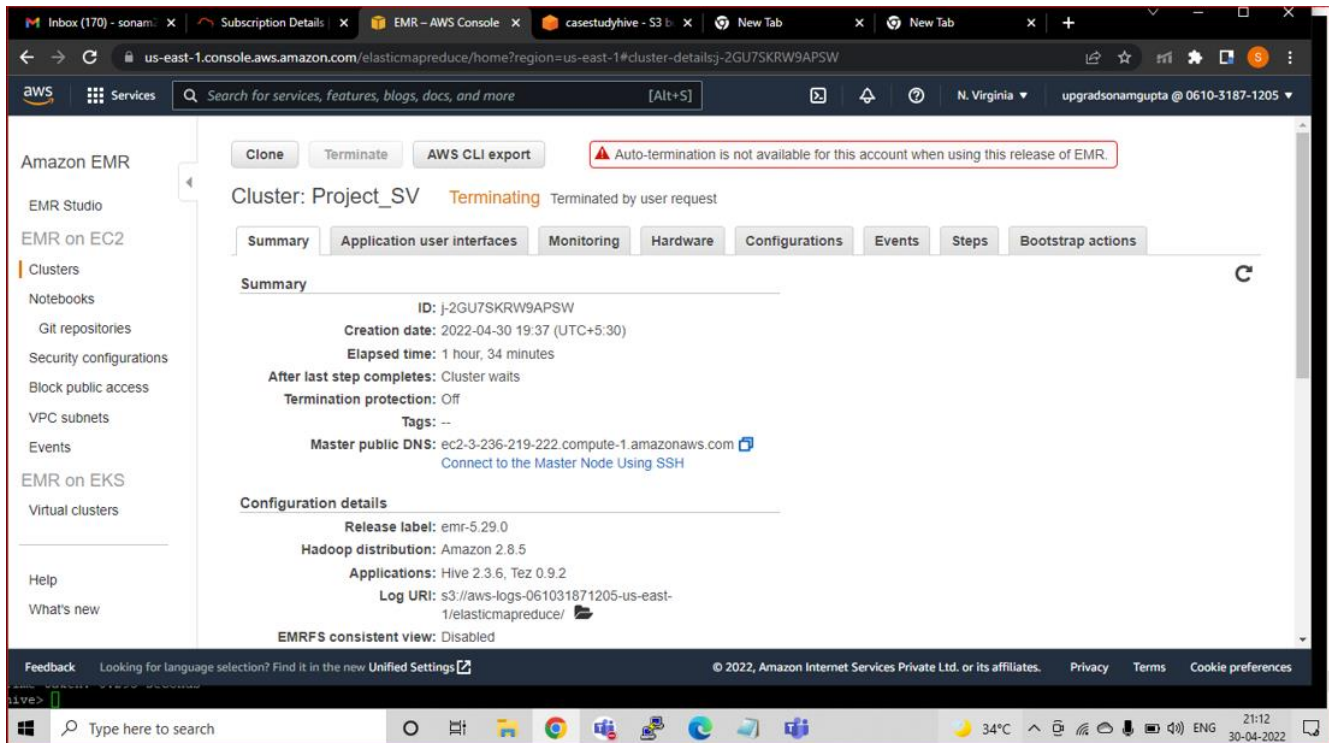 Inbox (170) - sonam
Subscription Details
EMR – AWS Console
casestudyhive - S3 b
New Tab
New Tab
us-east-1.console.aws.amazon.com/elasticmapreduce/home?region=us-east-1#cluster-details:j-2GU7SKRW9APSW
aws
Services
Search for services, features, blogs, docs, and more
[Alt+S]
N. Virginia
upgradsonamgupta @ 0610-3187-1205
Amazon EMR
EMR Studio
EMR on EC2
Clusters
Notebooks
Git repositories
Security configurations
Block public access
VPC subnets
Events
EMR on EKS
Virtual clusters
Help
What's new
Clone
Terminate
AWS CLI export
Auto-termination is not available for this account when using this release of EMR.
Cluster: Project_SV Terminating Terminated by user request
Summary
Application user interfaces
Monitoring
Hardware
Configurations
Events
Steps
Bootstrap actions
Summary
ID: j-2GU7SKRW9APSW
Creation date: 2022-04-30 19:37 (UTC+5:30)
Elapsed time: 1 hour, 34 minutes
After last step completes: Cluster waits
Termination protection: Off
Tags: --
Master public DNS: ec2-3-236-219-222.compute-1.amazonaws.com
Connect to the Master Node Using SSH
Configuration details
Release label: emr-5.29.0
Hadoop distribution: Amazon 2.8.5
Applications: Hive 2.3.6, Tez 0.9.2
Log URI: s3://aws-logs-061031871205-us-east-
1/elasticmapreduce/
EMRFS consistent view: Disabled
Feedback
Looking for language selection? Find it in the new Unified Settings
© 2022, Amazon Internet Services Private Ltd. or its affiliates.
Privacy
Terms
Cookie preferences
hive>
Type here to search
34°C
ENG
21:12
30-04-2022